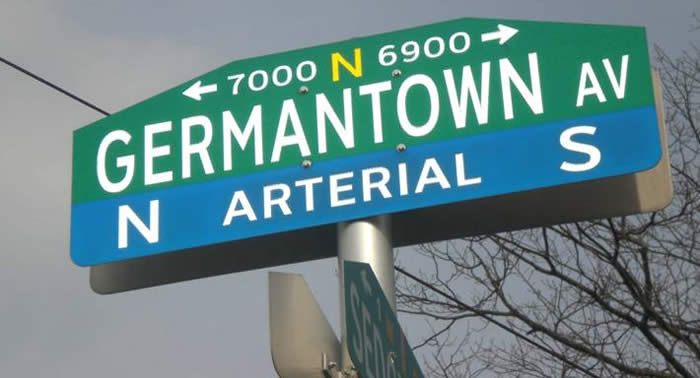 ← 7000 N 6900 →
GERMANTOWN AV
N ARTERIAL S